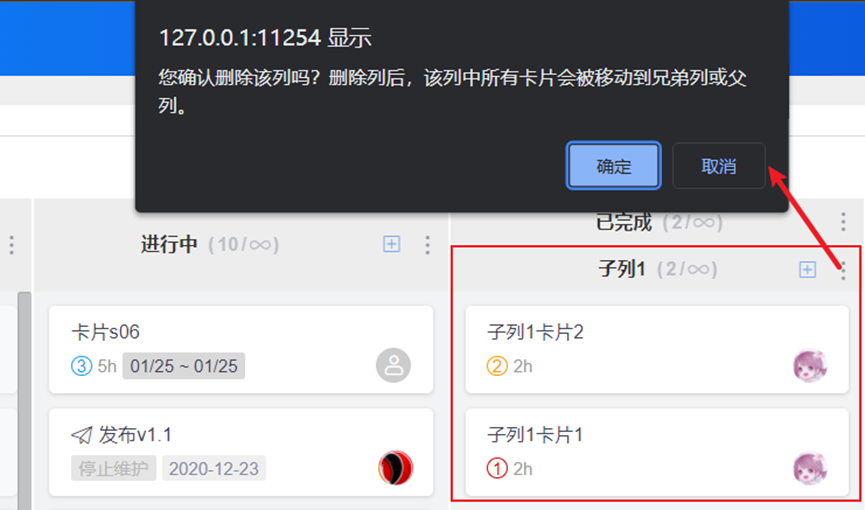 127.0.0.1:11254 显示
您确认删除该列吗？删除列后，该列中所有卡片会被移动到兄弟列或父
列。
确定
取消
进行中（10/∞）
已完成（2/∞）
子列1（2/∞）
卡片s06
3 5h 01/25 ~ 01/25
发布v1.1
停止维护 2020-12-23
子列1卡片2
2 2h
子列1卡片1
1 2h